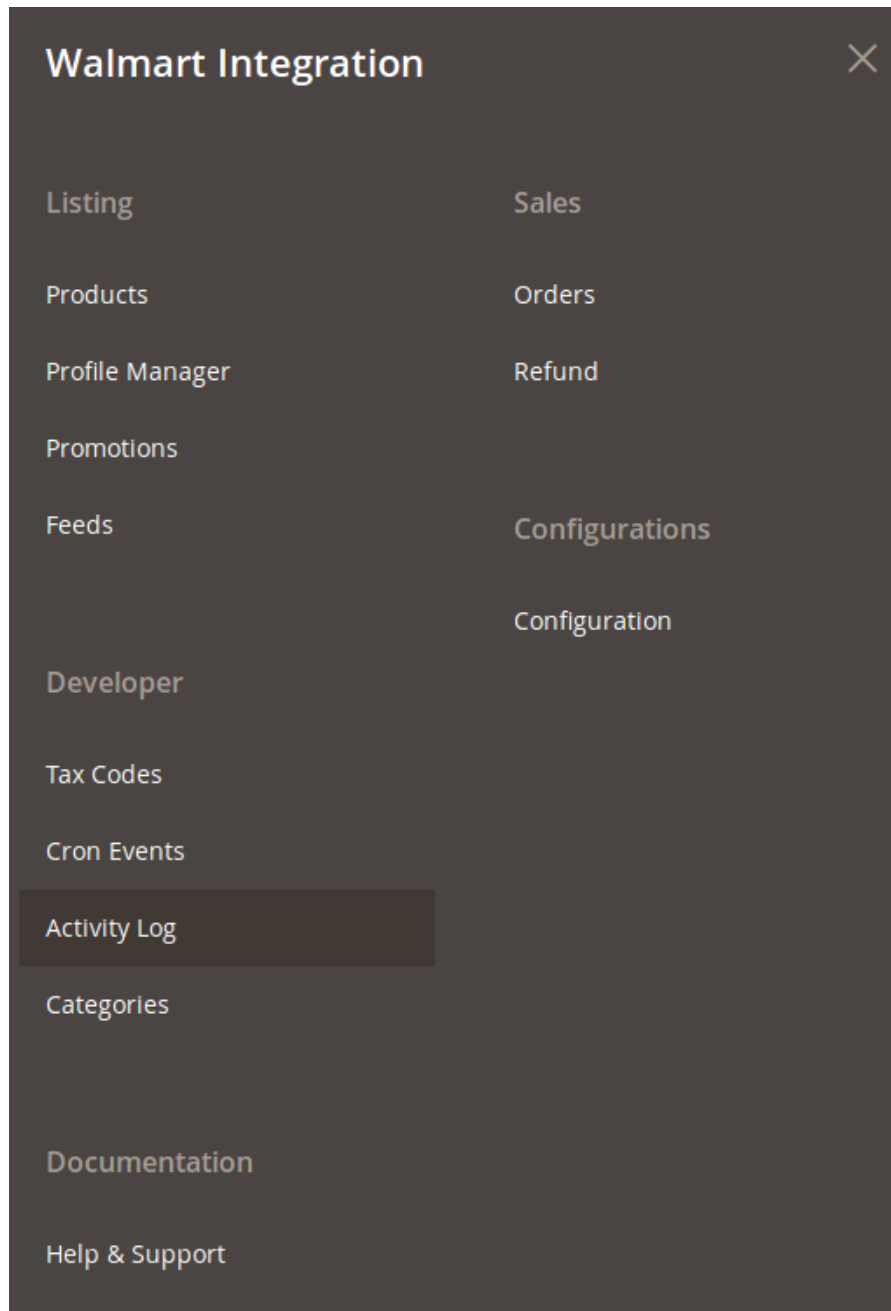 Walmart Integration
Listing
Products
Profile Manager
Promotions
Feeds
Developer
Tax Codes
Cron Events
Activity Log
Categories
Documentation
Help & Support
Sales
Orders
Refund
Configurations
Configuration